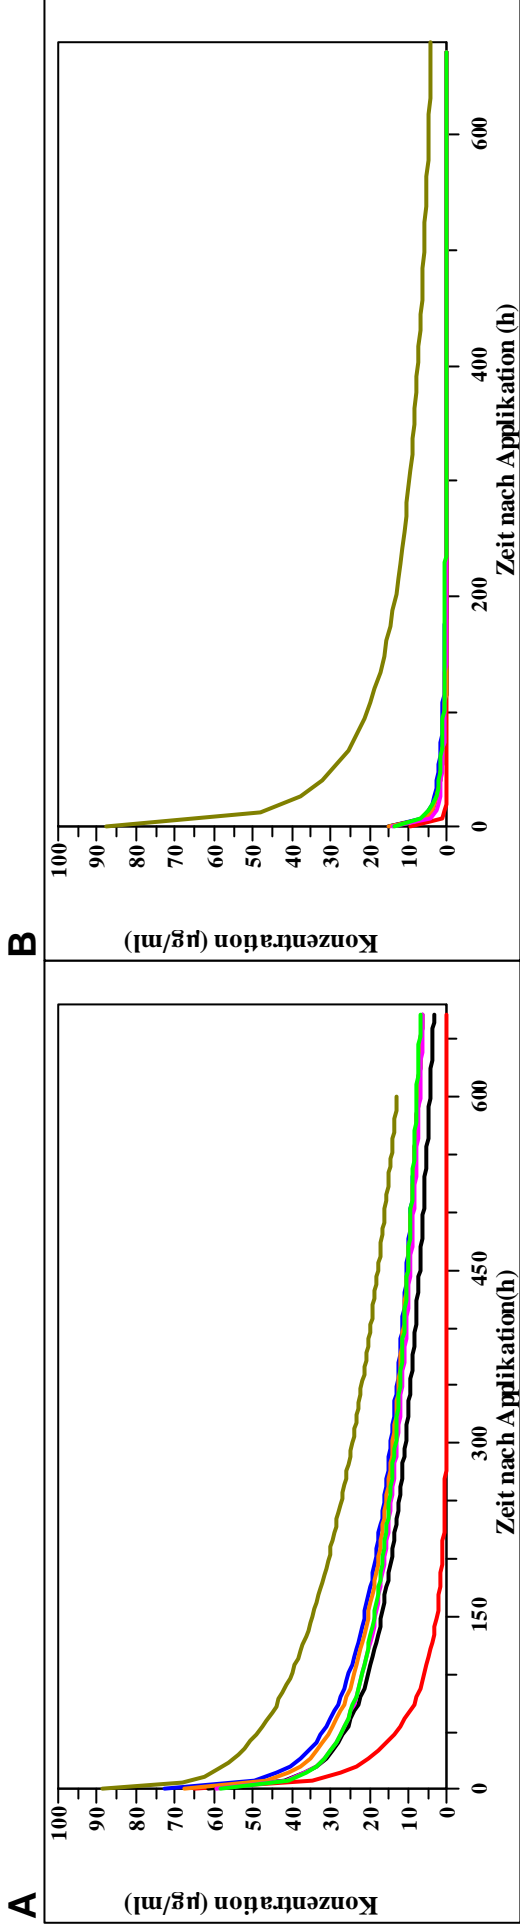 A
Konzentration (µg/ml)
100
90
80
70
60
50
40
30
20
10
0
0 150 300 450 600
Zeit nach Applikation(h)
B
Konzentration (µg/ml)
100
90
80
70
60
50
40
30
20
10
0
0 200 400 600
Zeit nach Applikation (h)